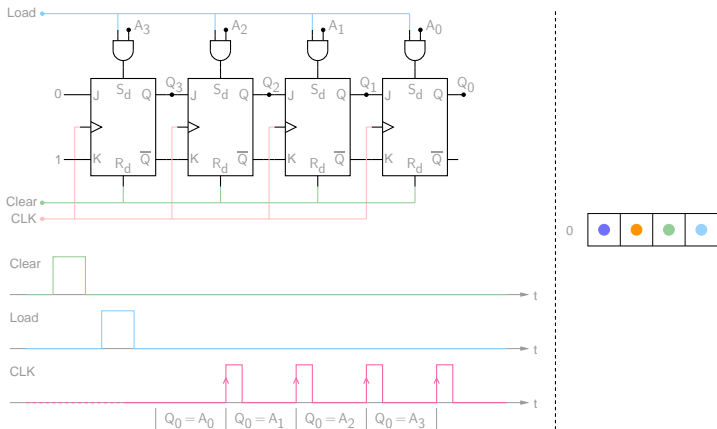 Load
A3 A2 A1 A0
Sd Sd Sd Sd
0 J Q Q3 J Q Q2 J Q Q1 J Q Q0
1 K Q̅ K Q̅ K Q̅ K Q̅
Rd Rd Rd Rd
Clear
CLK
0
Clear
t
Load
t
CLK
t
Q0 = A0 Q0 = A1 Q0 = A2 Q0 = A3